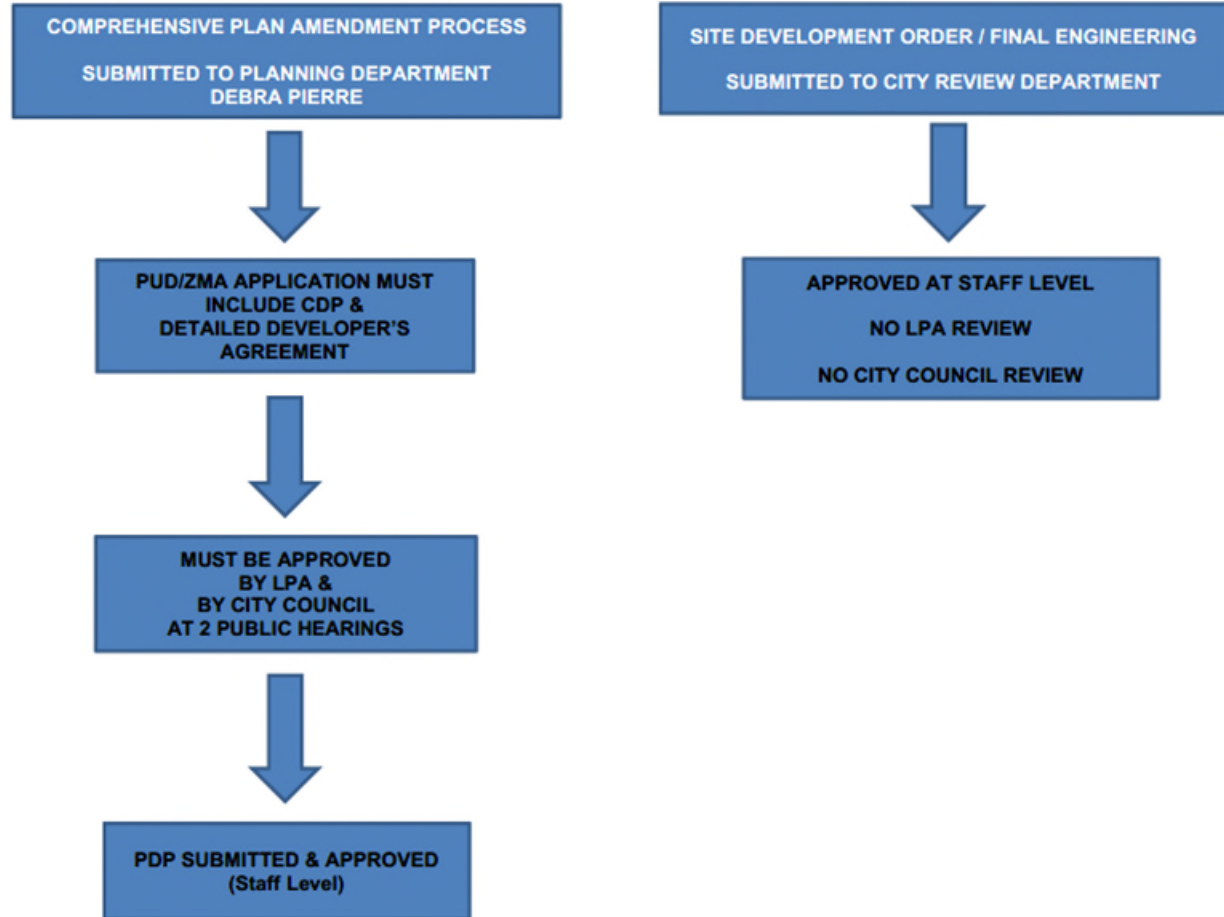 COMPREHENSIVE PLAN AMENDMENT PROCESS
SUBMITTED TO PLANNING DEPARTMENT
DEBRA PIERRE
PUD/ZMA APPLICATION MUST
INCLUDE CDP &
DETAILED DEVELOPER'S
AGREEMENT
MUST BE APPROVED
BY LPA &
BY CITY COUNCIL
AT 2 PUBLIC HEARINGS
PDP SUBMITTED & APPROVED
(Staff Level)
SITE DEVELOPMENT ORDER / FINAL ENGINEERING
SUBMITTED TO CITY REVIEW DEPARTMENT
APPROVED AT STAFF LEVEL
NO LPA REVIEW
NO CITY COUNCIL REVIEW